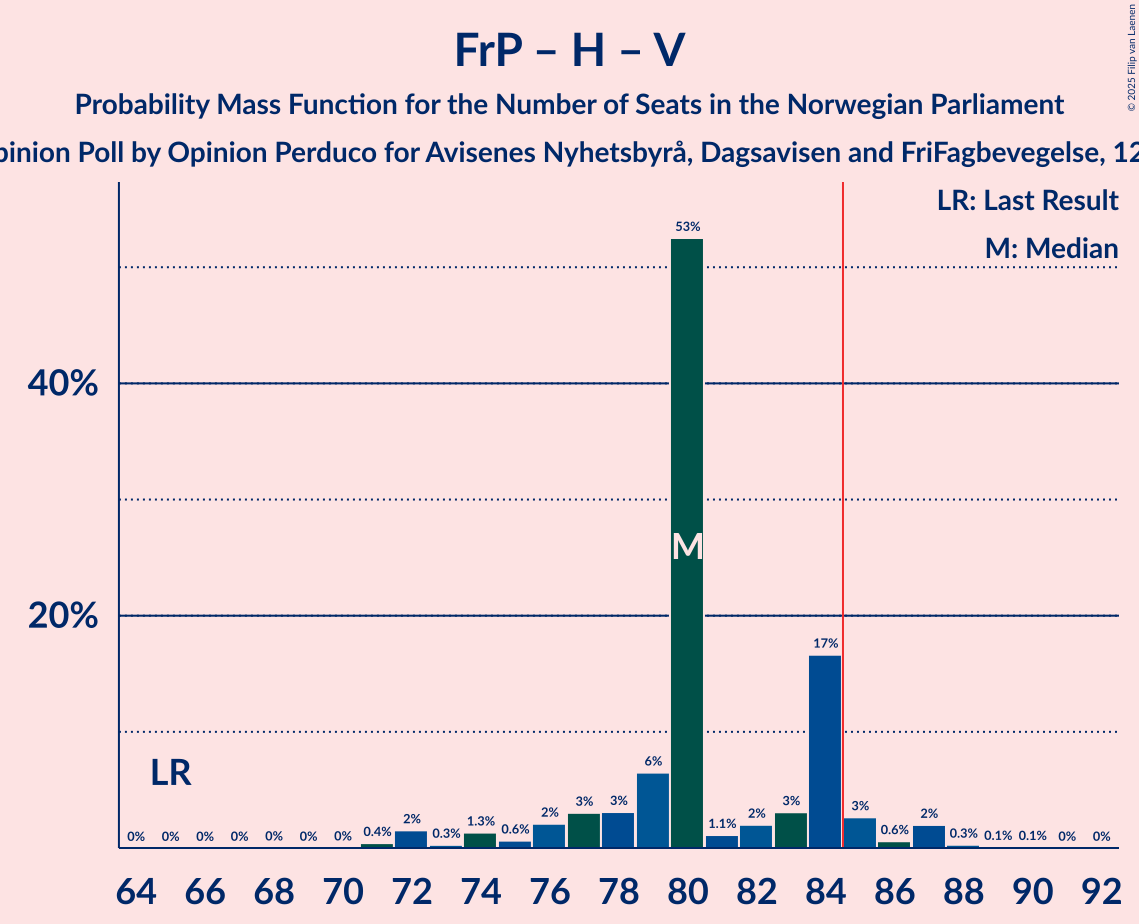 FrP – H – V
Probability Mass Function for the Number of Seats in the Norwegian Parliament
pinion Poll by Opinion Perduco for Avisenes Nyhetsbyrå, Dagsavisen and FriFagbevegelse, 12
© 2025 Filip van Laenen
LR: Last Result
M: Median
53%
40%
M
20%
17%
LR
0% 0% 0% 0% 0% 0% 0% 0.4% 2% 0.3% 1.3% 0.6% 2% 3% 3% 6% 1.1% 2% 3% 3% 0.6% 2% 0.3% 0.1% 0.1% 0% 0%
64 66 68 70 72 74 76 78 80 82 84 86 88 90 92